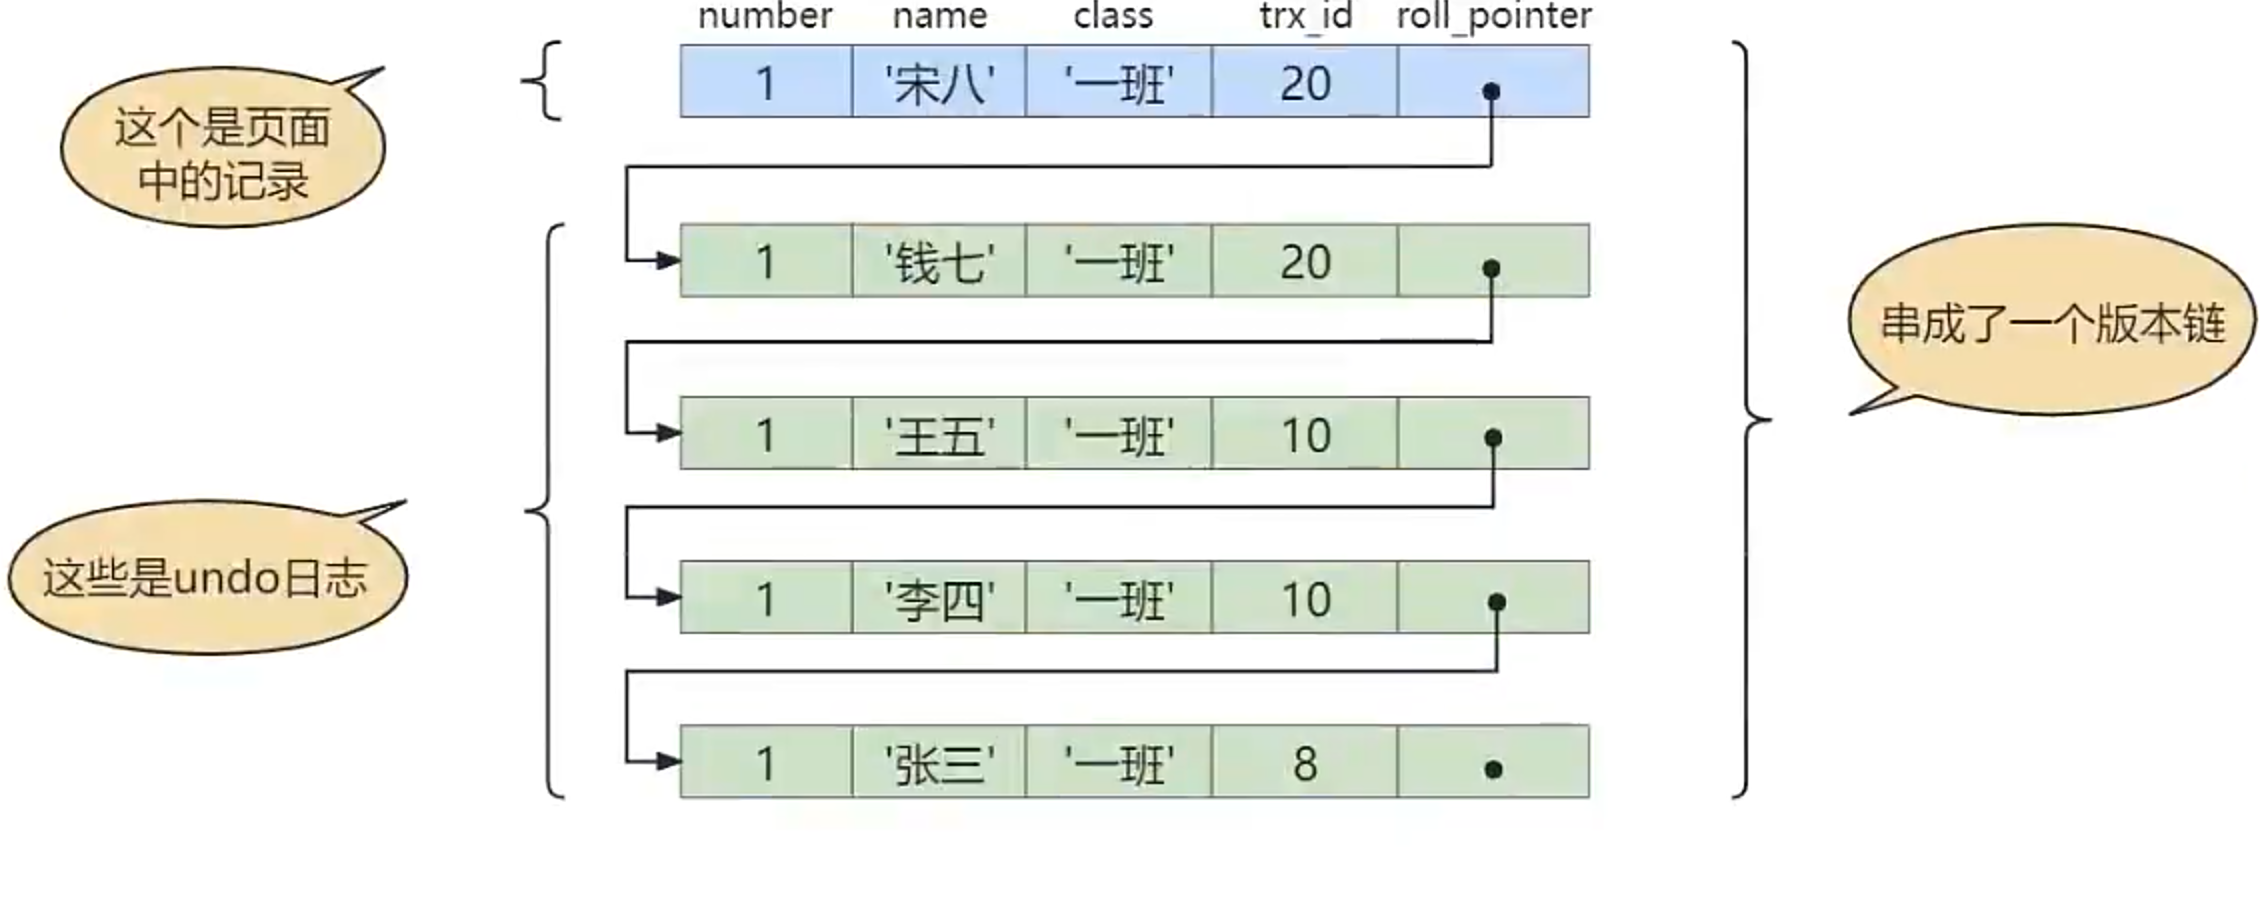 number name class trx_id roll_pointer
1 '宋八' '一班' 20
这个是页面
中的记录
1 '钱七' '一班' 20
串成了一个版本链
1 '王五' '一班' 10
这些是undo日志
1 '李四' '一班' 10
1 '张三' '一班' 8